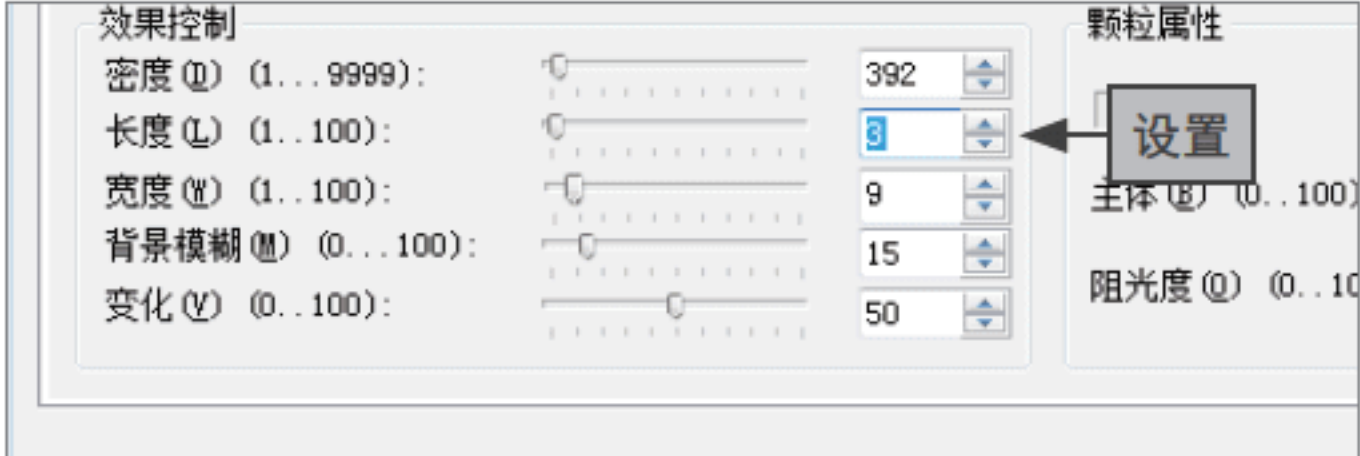 效果控制
密度(D) (1...9999): 392
长度(L) (1..100): 3
宽度(W) (1..100): 9
背景模糊(M) (0...100): 15
变化(V) (0..100): 50
颗粒属性
设置
主体(B) (0..100)
阻光度(O) (0..10